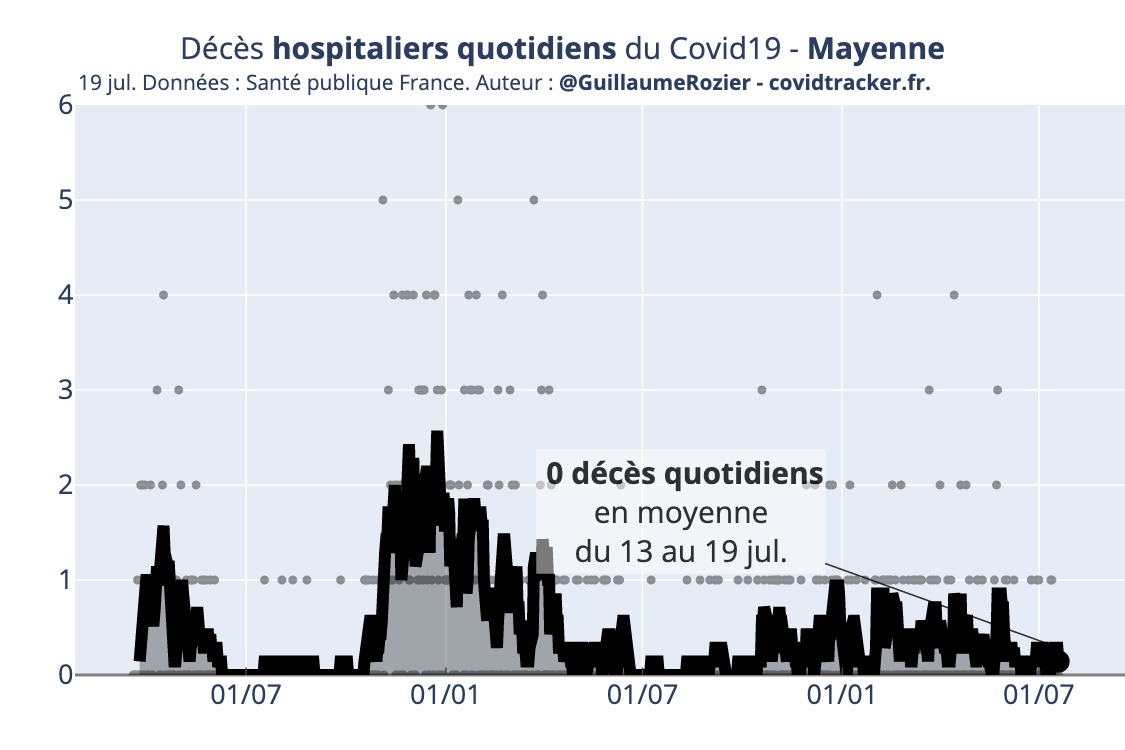 Décès hospitaliers quotidiens du Covid19 - Mayenne
19 jul. Données : Santé publique France. Auteur : @GuillaumeRozier - covidtracker.fr.
6
5
4
3
2
1
0
0 décès quotidiens
en moyenne
du 13 au 19 jul.
01/07 01/01 01/07 01/01 01/07